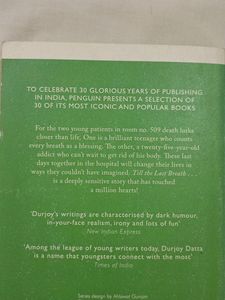 TO CELEBRATE 30 GLORIOUS YEARS OF PUBLISHING
IN INDIA, PENGUIN PRESENTS A SELECTION OF
30 OF ITS MOST ICONIC AND POPULAR BOOKS
For the two young patients in room no. 509 death lurks
closer than life. One is a brilliant teenager who counts
every breath as a blessing. The other, a twenty-five-year-old
addict who can't wait to get rid of his body. These last
days together in the hospital will change their lives in
ways they couldn't have imagined. Till the Last Breath . . .
is a deeply sensitive story that has touched
a million hearts!
'Durjoy's writings are characterised by dark humour,
in-your-face realism, irony and lots of fun'
New Indian Express
'Among the league of young writers today, Durjoy Datta
is a name that youngsters connect with the most'
Times of India
Series design by Ahlawat Gunjan